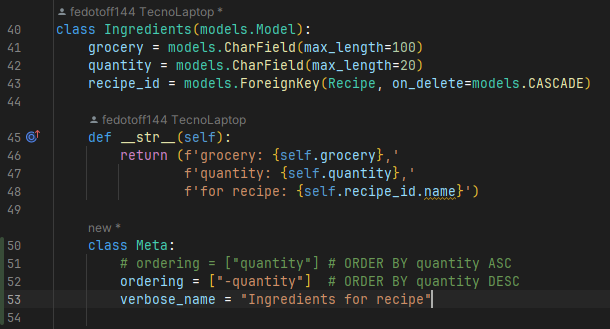 fedotoff144 TecnoLaptop *
40 class Ingredients(models.Model):
41 grocery = models.CharField(max_length=100)
42 quantity = models.CharField(max_length=20)
43 recipe_id = models.ForeignKey(Recipe, on_delete=models.CASCADE)
44
fedotoff144 TecnoLaptop
45 def __str__(self):
46 return (f'grocery: {self.grocery},'
47 f'quantity: {self.quantity},'
48 f'for recipe: {self.recipe_id.name}')
49
new *
50 class Meta:
51 # ordering = ["quantity"] # ORDER BY quantity ASC
52 ordering = ["-quantity"] # ORDER BY quantity DESC
53 verbose_name = "Ingredients for recipe"
54